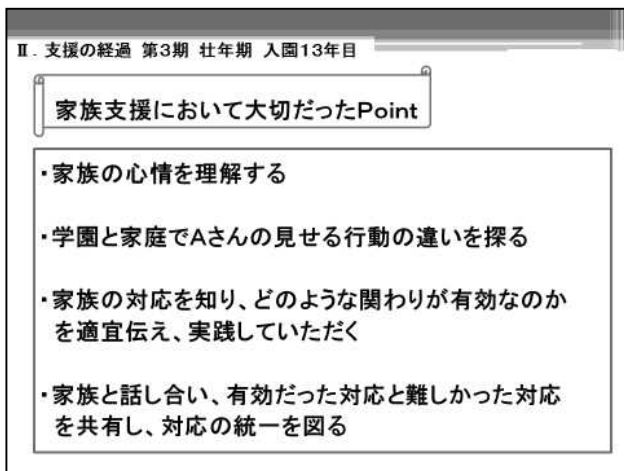 Ⅱ. 支援の経過 第3期 壮年期 入園13年目
家族支援において大切だったPoint
・家族の心情を理解する
・学園と家庭でAさんの見せる行動の違いを探る
・家族の対応を知り、どのような関わりが有効なのか
を適宜伝え、実践していただく
・家族と話し合い、有効だった対応と難しかった対応
を共有し、対応の統一を図る